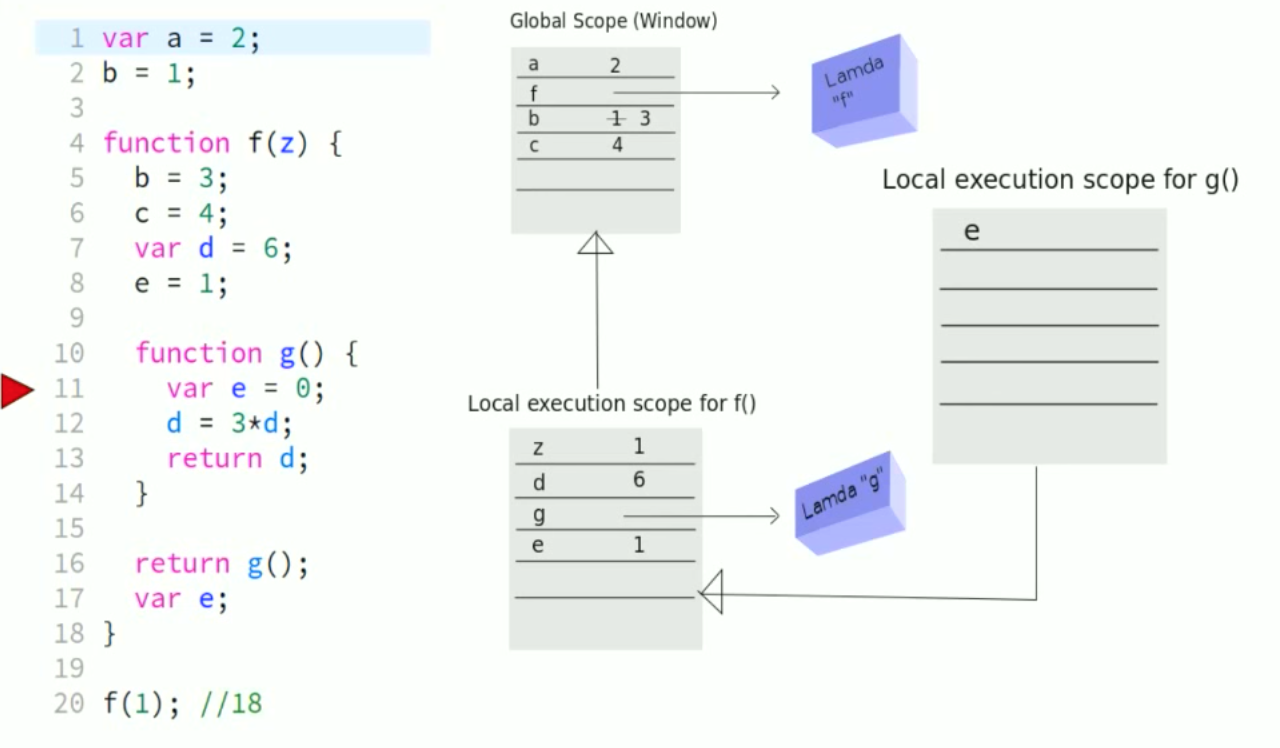 1 var a = 2;
2 b = 1;
3
4 function f(z) {
5 b = 3;
6 c = 4;
7 var d = 6;
8 e = 1;
9
10 function g() {
11 var e = 0;
12 d = 3*d;
13 return d;
14 }
15
16 return g();
17 var e;
18 }
19
20 f(1); //18
Global Scope (Window)
a 2
f
b 1 3
c 4
Lamda
"f"
Local execution scope for g()
e
Local execution scope for f()
z 1
d 6
g
e 1
Lamda "g"